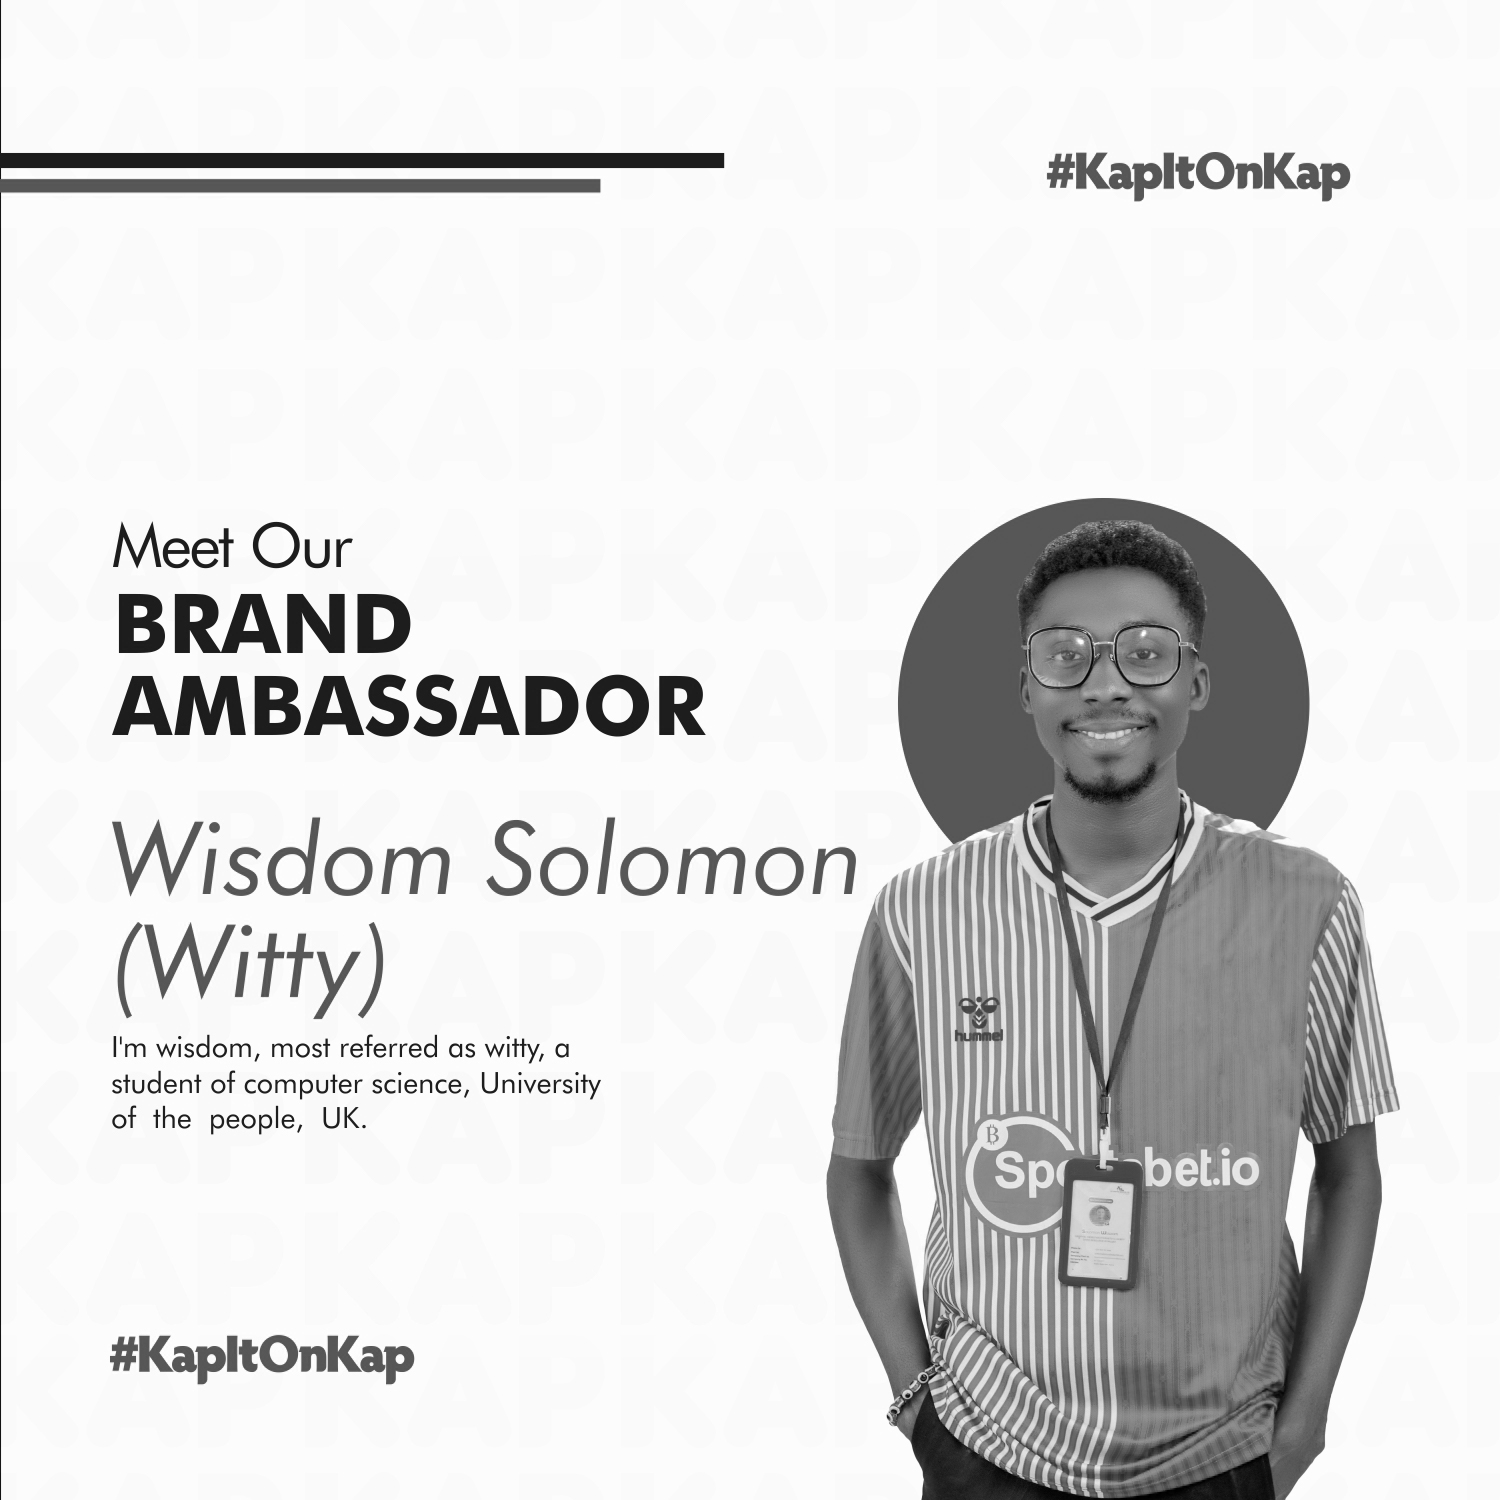 #KapItOnKap
Meet Our
BRAND
AMBASSADOR
Wisdom Solomon
(Witty)
I'm wisdom, most referred as witty, a
student of computer science, University
of the people, UK.
hummel
bet.io
#KapItOnKap